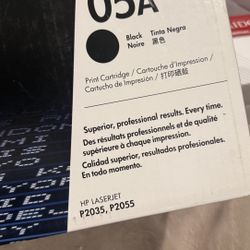 05A
Black Tinta Negra
Noire 黑色
Print Cartridge / Cartouche d'impression /
Cartucho de Impresión / 打印硒鼓
Superior, professional results. Every time.
Des résultats professionnels et de qualité
supérieure à chaque impression.
Calidad superior, resultados profesionales.
En todo momento.
HP LASERJET
P2035, P2055